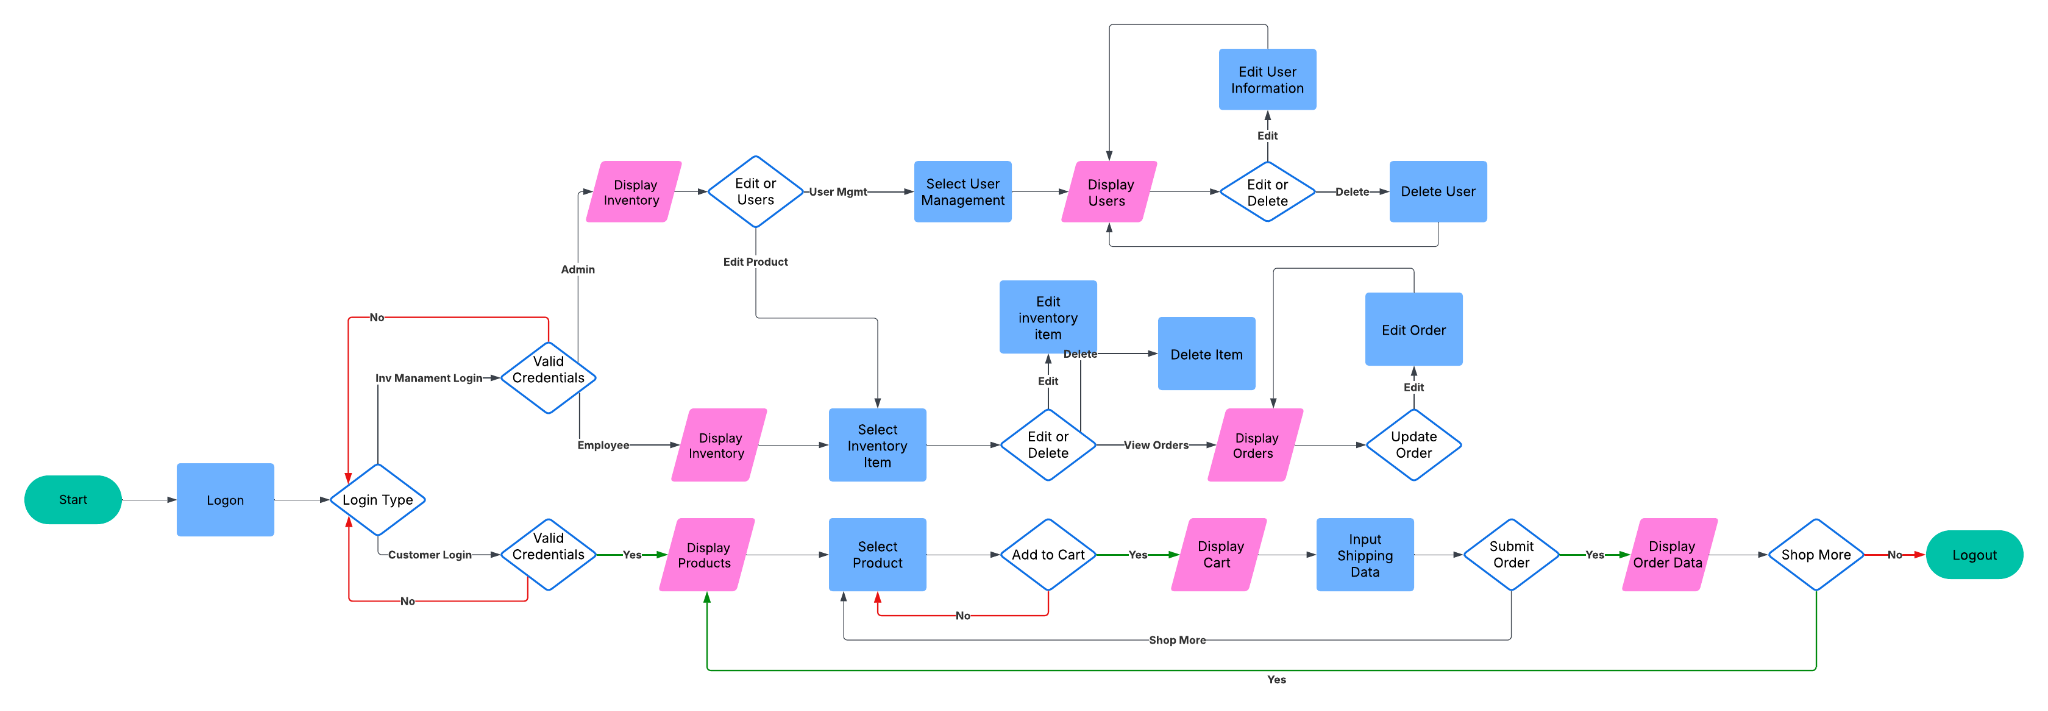 Edit User
Information
Edit
Display
Inventory
Edit or
Users
User Mgmt
Select User
Management
Display
Users
Edit or
Delete
Delete
Delete User
Admin
Edit Product
No
Valid
Credentials
Inv Manament Login
Edit
inventory
item
Delete
Delete Item
Edit Order
Edit
Edit
Employee
Display
Inventory
Select
Inventory
Item
Edit or
Delete
View Orders
Display
Orders
Update
Order
Start
Logon
Login Type
Customer Login
Valid
Credentials
Yes
No
Display
Products
Select
Product
Add to Cart
Yes
No
Display
Cart
Input
Shipping
Data
Submit
Order
Yes
Display
Order Data
Shop More
No
Logout
Shop More
Yes